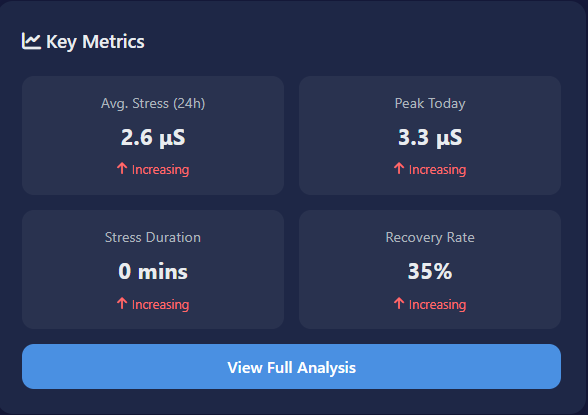 Key Metrics
Avg. Stress (24h)
2.6 µS
↑ Increasing
Peak Today
3.3 µS
↑ Increasing
Stress Duration
0 mins
↑ Increasing
Recovery Rate
35%
↑ Increasing
View Full Analysis